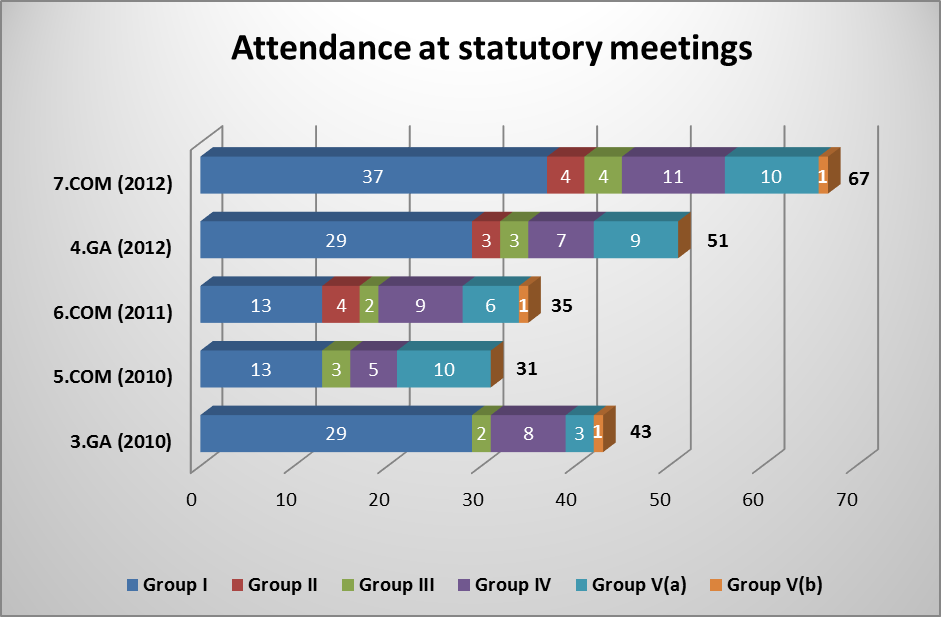 Attendance at statutory meetings
7.COM (2012) 37 4 4 11 10 1 67
4.GA (2012) 29 3 3 7 9 51
6.COM (2011) 13 4 2 9 6 1 35
5.COM (2010) 13 3 5 10 31
3.GA (2010) 29 2 8 3 1 43
0 10 20 30 40 50 60 70
Group I Group II Group III Group IV Group V(a) Group V(b)